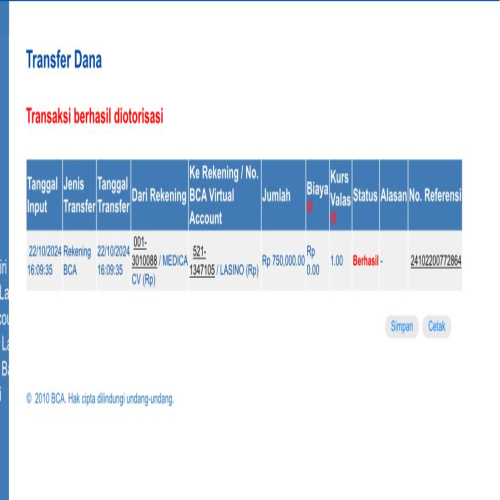 Transfer Dana
Transaksi berhasil diotorisasi
Tanggal Input
Jenis Transfer
Tanggal Transfer
Dari Rekening
Ke Rekening / No. BCA Virtual Account
Jumlah
Biaya
Kurs Valas
Status
Alasan
No. Referensi
22/10/2024 16:09:35
Rekening BCA
22/10/2024 16:09:35
001-3010088 / MEDICA CV (Rp)
521-1347105 / LASINO (Rp)
Rp 750,000.00
Rp 0.00
1.00
Berhasil
-
24102200772864
Simpan
Cetak
© 2010 BCA. Hak cipta dilindungi undang-undang.